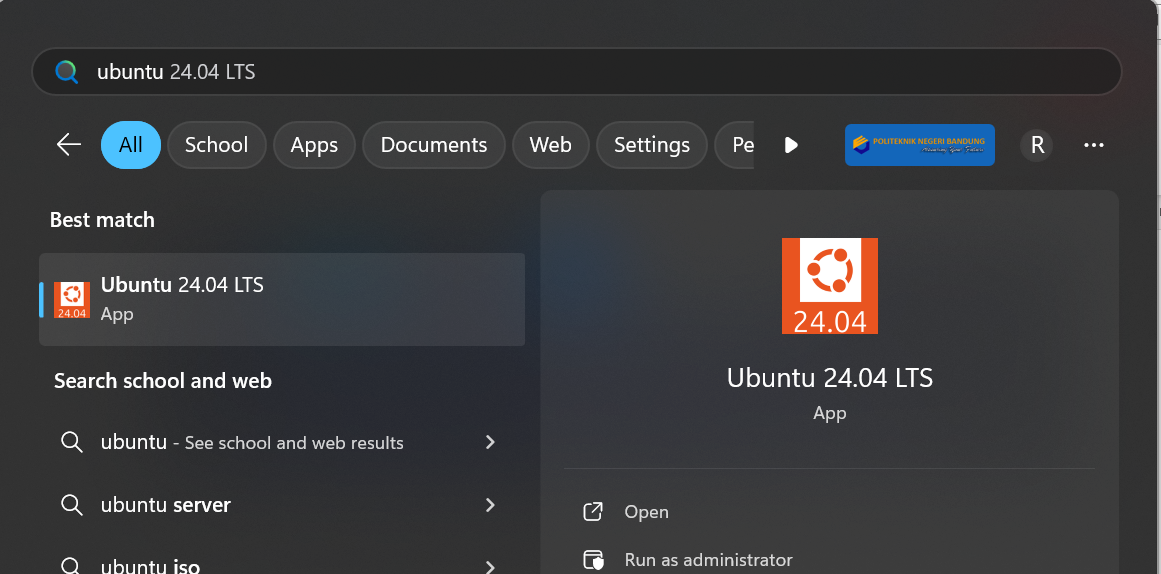 ubuntu 24.04 LTS
All School Apps Documents Web Settings Pe
POLITEKNIK NEGERI BANDUNG
R
Best match
Ubuntu 24.04 LTS
24.04
App
Search school and web
ubuntu - See school and web results
ubuntu server
ubuntu iso
24.04
Ubuntu 24.04 LTS
App
Open
Run as administrator